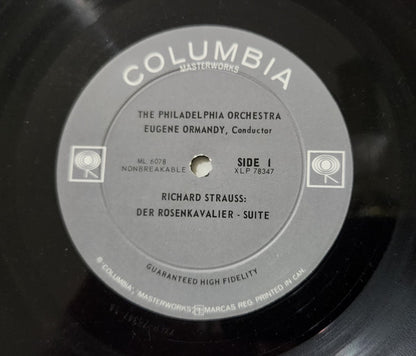 COLUMBIA
MASTERWORKS
THE PHILADELPHIA ORCHESTRA
EUGENE ORMANDY, Conductor
ML 6078
NONBREAKABLE
SIDE 1
XLP 78347
RICHARD STRAUSS:
DER ROSENKAVALIER - SUITE
GUARANTEED HIGH FIDELITY
® "COLUMBIA", "MASTERWORKS", MARCAS REG. PRINTED IN CAN.